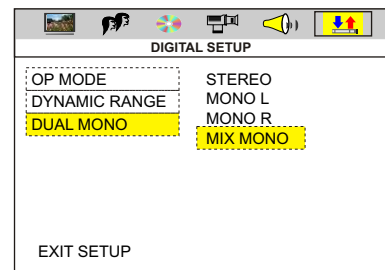 DIGITAL SETUP
OP MODE
DYNAMIC RANGE
DUAL MONO
STEREO
MONO L
MONO R
MIX MONO
EXIT SETUP